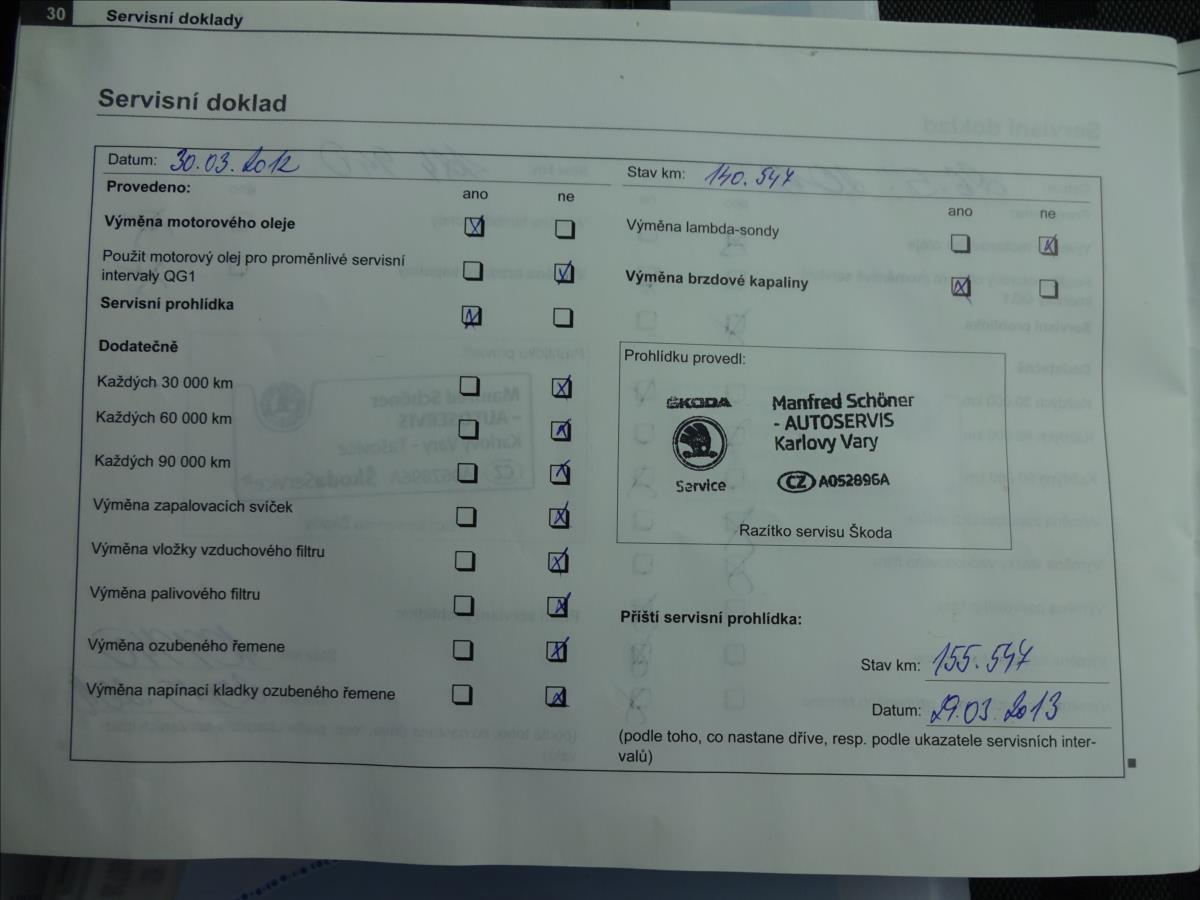 30
Servisní doklady
Servisní doklad
Datum: 30.03.2012
Stav km: 140.547
Provedeno:
ano ne
Výměna motorového oleje
Použit motorový olej pro proměnlivé servisní
intervaly QG1
Servisní prohlídka
Dodatečně
Každých 30 000 km
Každých 60 000 km
Každých 90 000 km
Výměna zapalovacích svíček
Výměna vložky vzduchového filtru
Výměna palivového filtru
Výměna ozubeného řemene
Výměna napínací kladky ozubeného řemene
ano ne
Výměna lambda-sondy
Výměna brzdové kapaliny
Prohlídku provedl:
ŠKODA
Service
Manfred Schöner
- AUTOSERVIS
Karlovy Vary
CZ A052896A
Razítko servisu Škoda
Příští servisní prohlídka:
Stav km: 155.547
Datum: 29.03.2013
(podle toho, co nastane dříve, resp. podle ukazatele servisních inter-
valů)